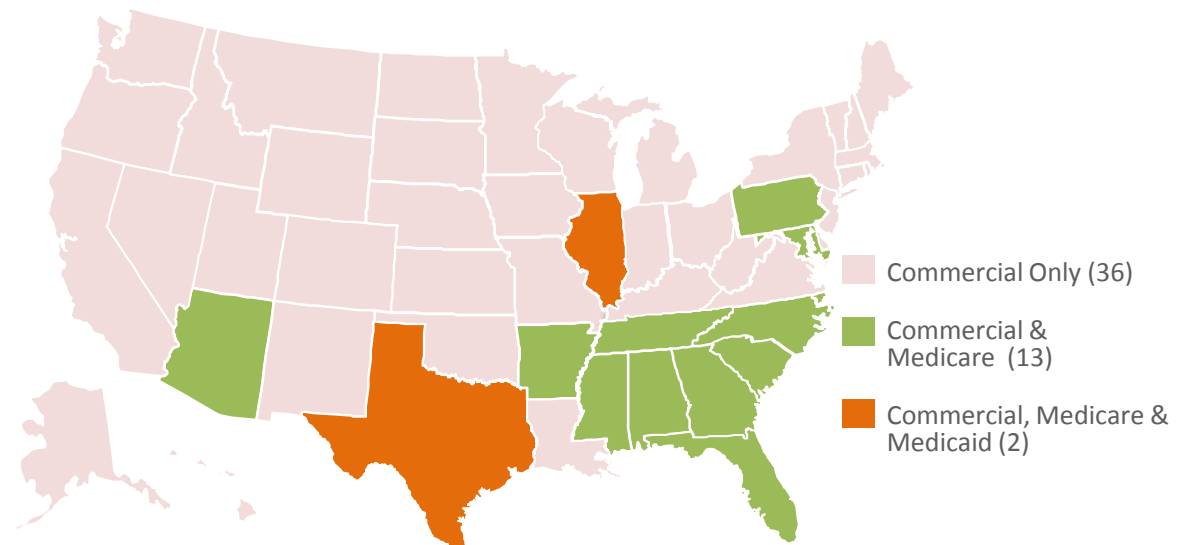 Commercial Only (36)
Commercial &
Medicare (13)
Commercial, Medicare &
Medicaid (2)